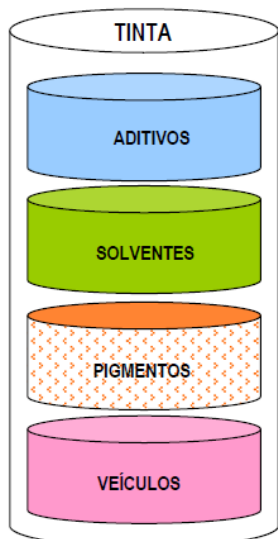 TINTA
ADITIVOS
SOLVENTES
PIGMENTOS
VEÍCULOS